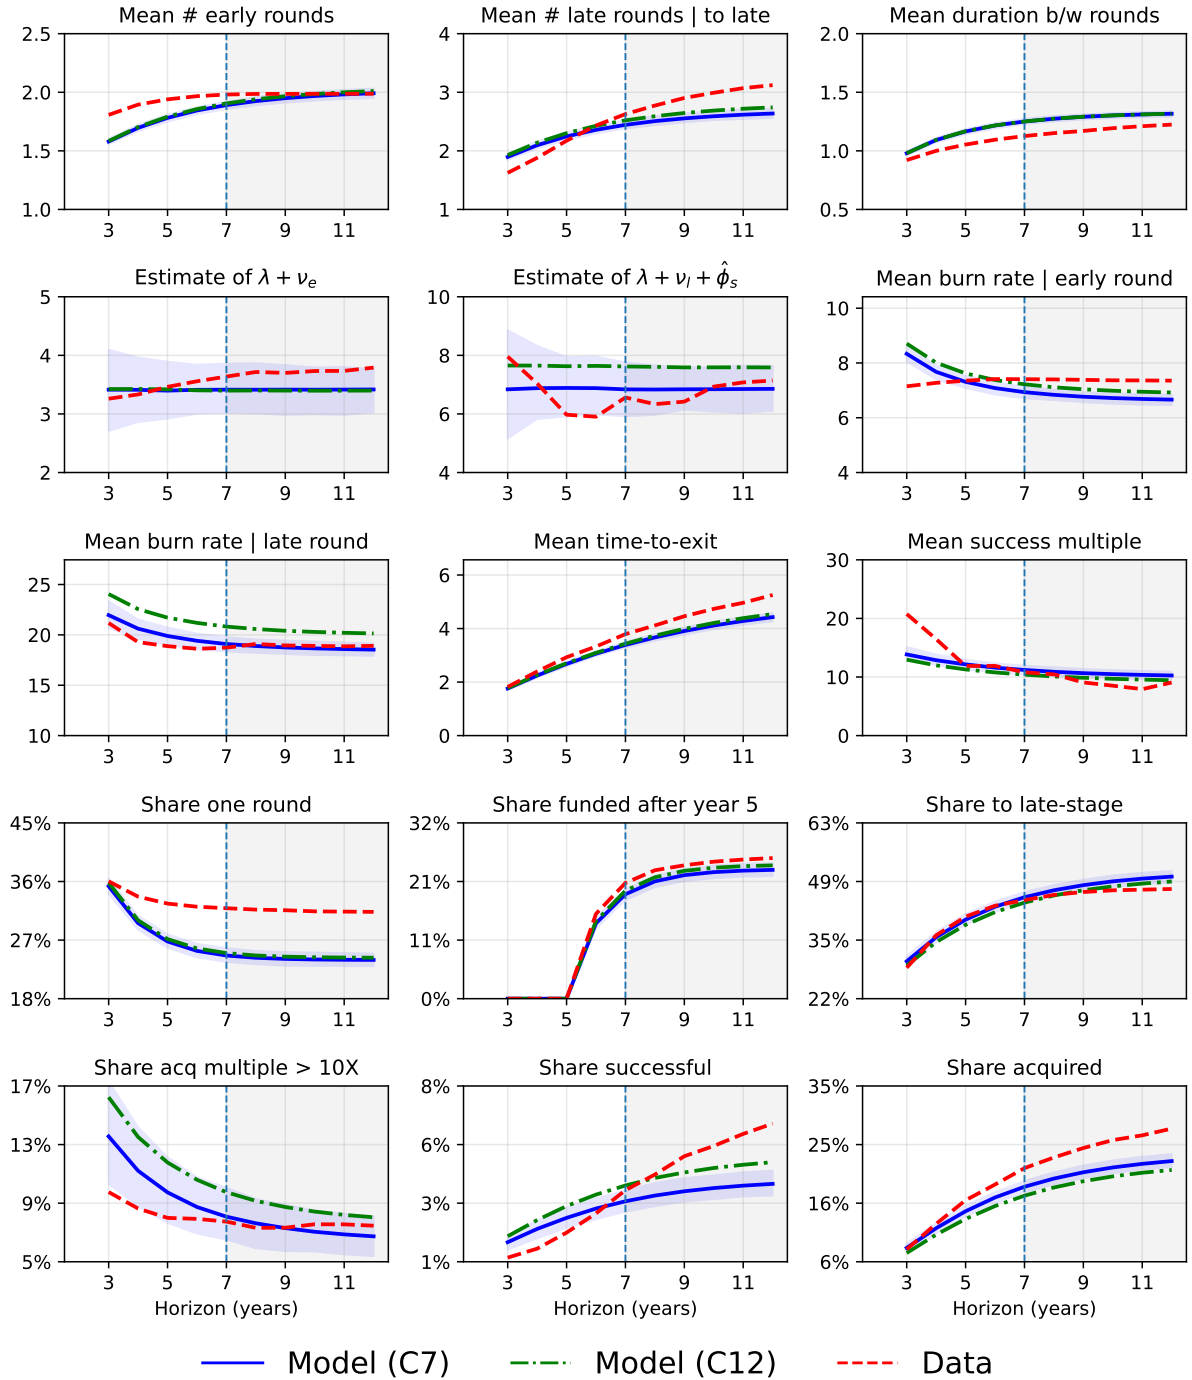 Mean # early rounds
2.5
2.0
1.5
1.0
3 5 7 9 11
Mean # late rounds | to late
4
3
2
1
3 5 7 9 11
Mean duration b/w rounds
2.0
1.5
1.0
0.5
3 5 7 9 11
Estimate of λ + νe
5
4
3
2
3 5 7 9 11
Estimate of λ + νl + ϕ̂s
10
8
6
4
3 5 7 9 11
Mean burn rate | early round
10
8
6
4
3 5 7 9 11
Mean burn rate | late round
25
20
15
10
3 5 7 9 11
Mean time-to-exit
6
4
2
0
3 5 7 9 11
Mean success multiple
30
20
10
0
3 5 7 9 11
Share one round
45%
36%
27%
18%
3 5 7 9 11
Share funded after year 5
32%
21%
11%
0%
3 5 7 9 11
Share to late-stage
63%
49%
35%
22%
3 5 7 9 11
Share acq multiple > 10X
17%
13%
9%
5%
3 5 7 9 11
Horizon (years)
Share successful
8%
6%
3%
1%
3 5 7 9 11
Horizon (years)
Share acquired
35%
25%
16%
6%
3 5 7 9 11
Horizon (years)
Model (C7) Model (C12) Data